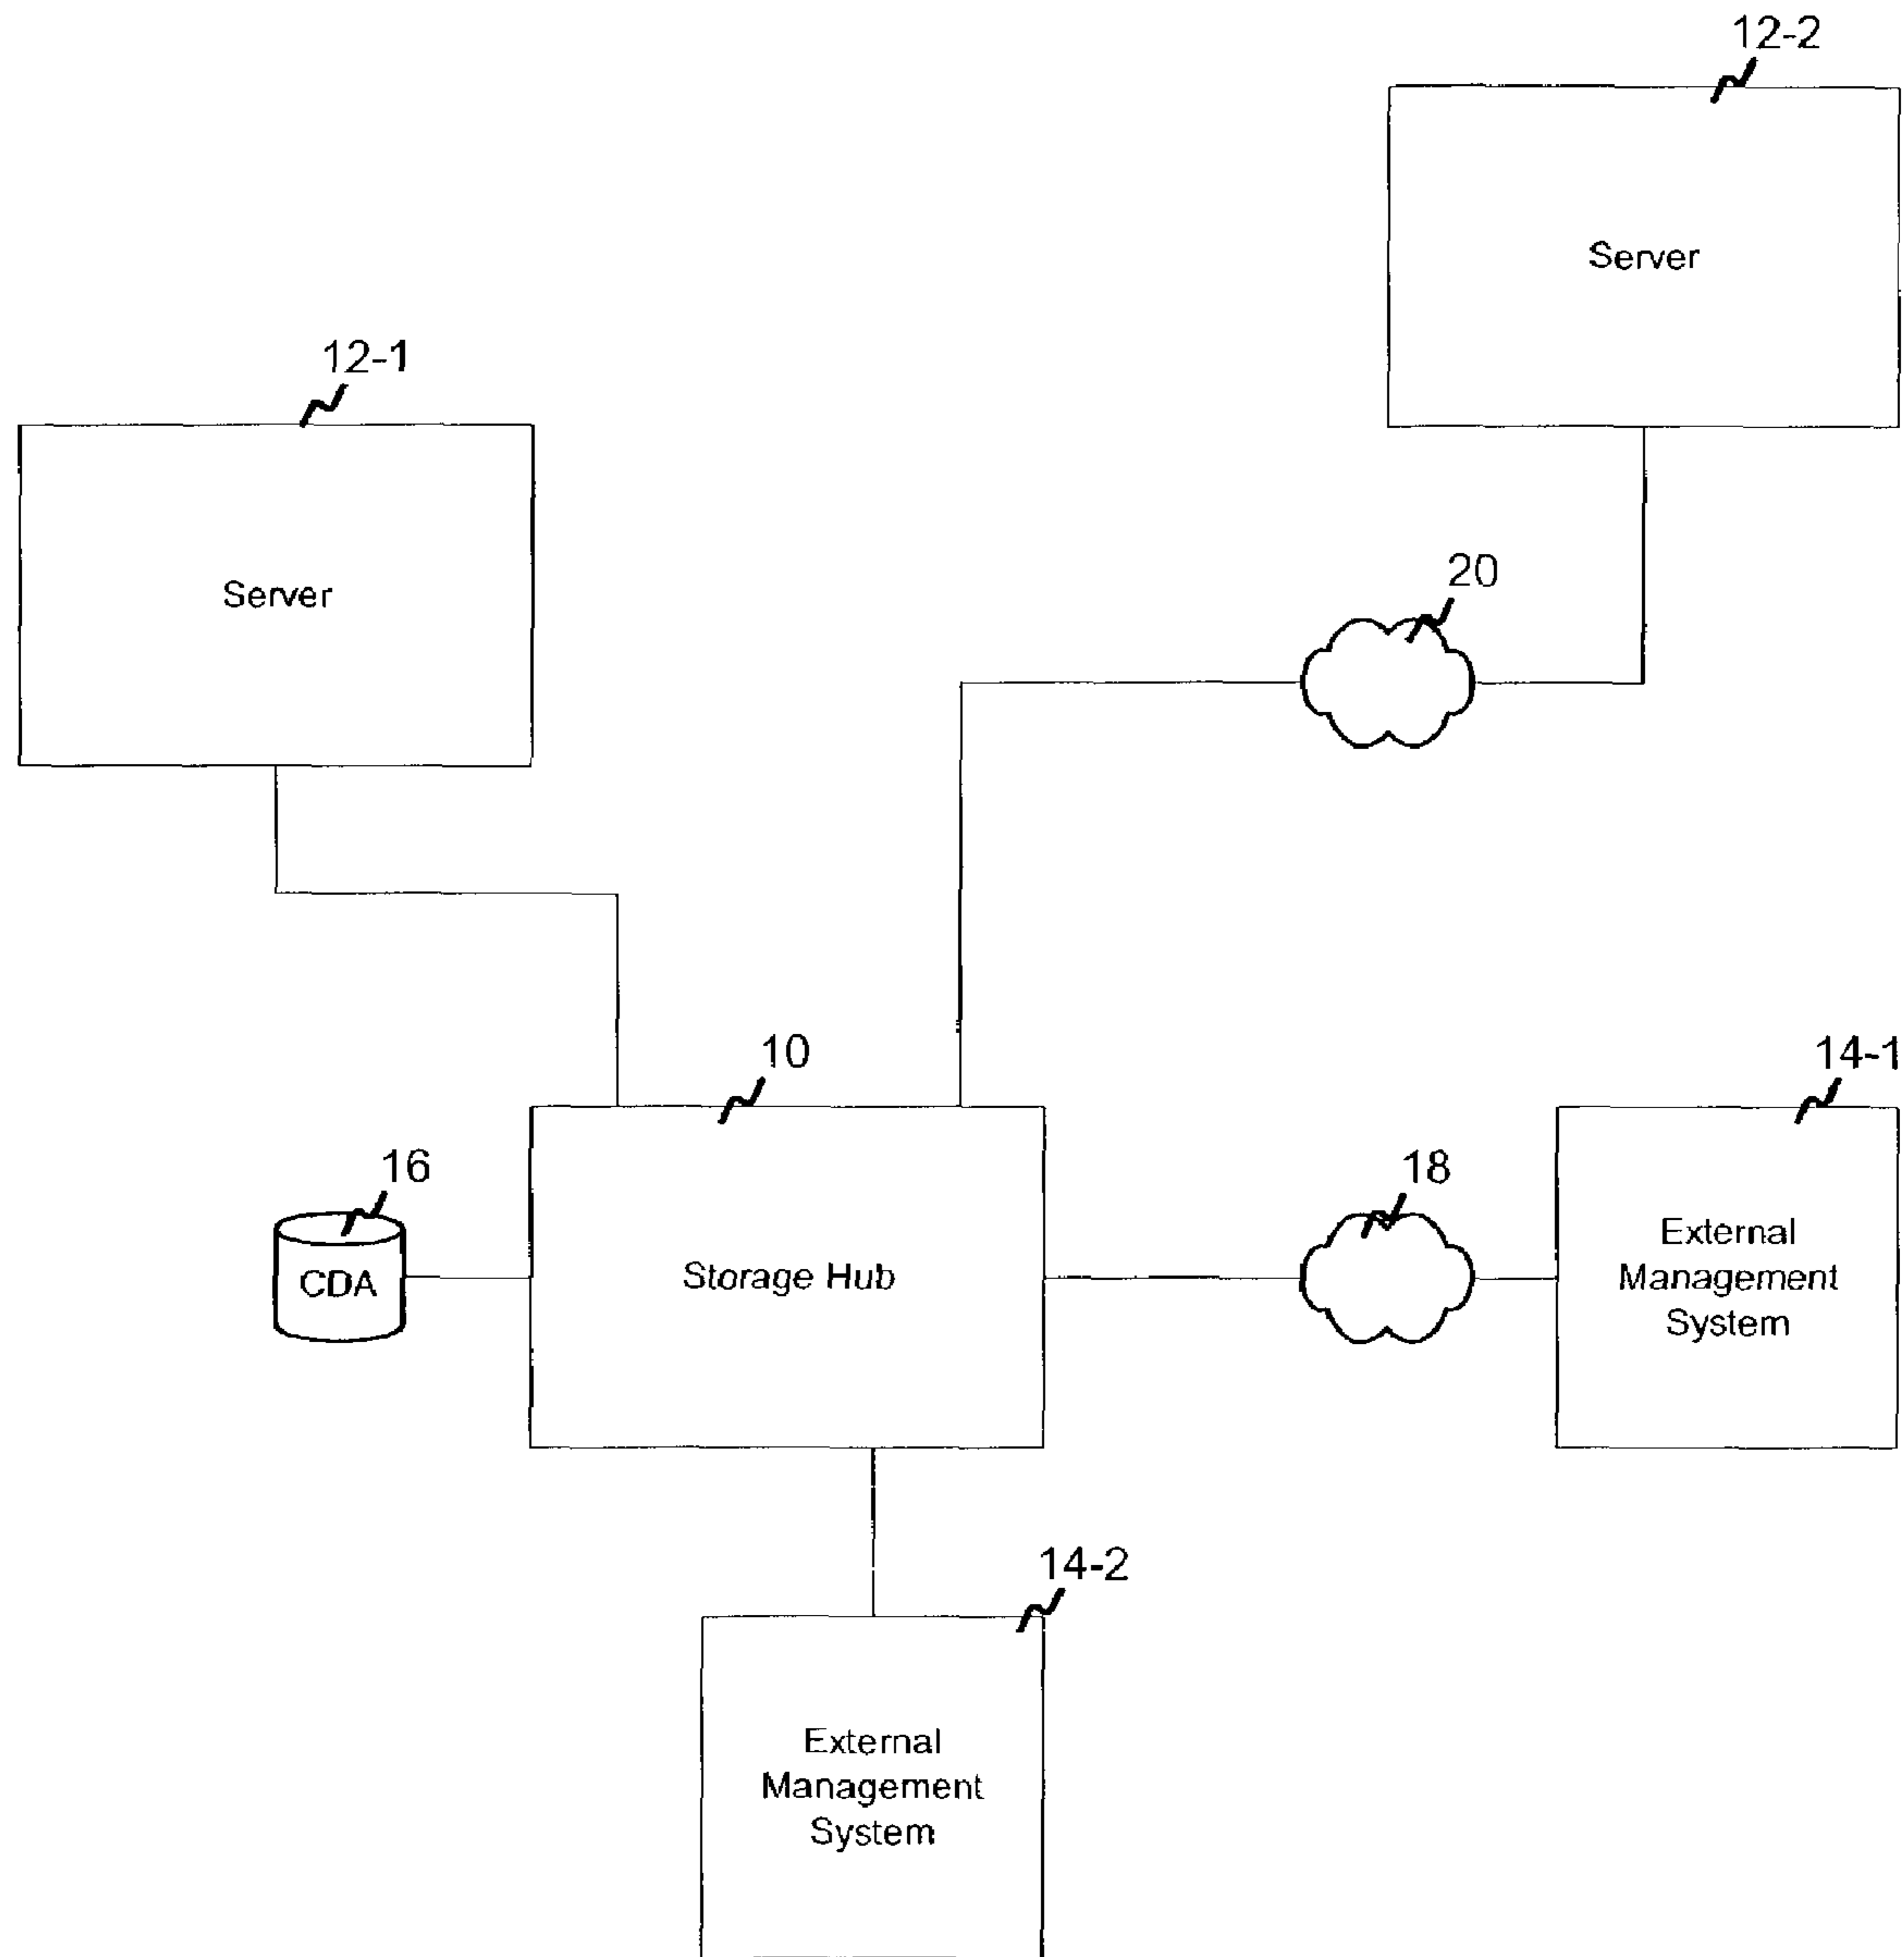 12-2
Server
12-1
Server
20
10
14-1
16
18
CDA
Storage Hub
External
Management
System
14-2
External
Management
System